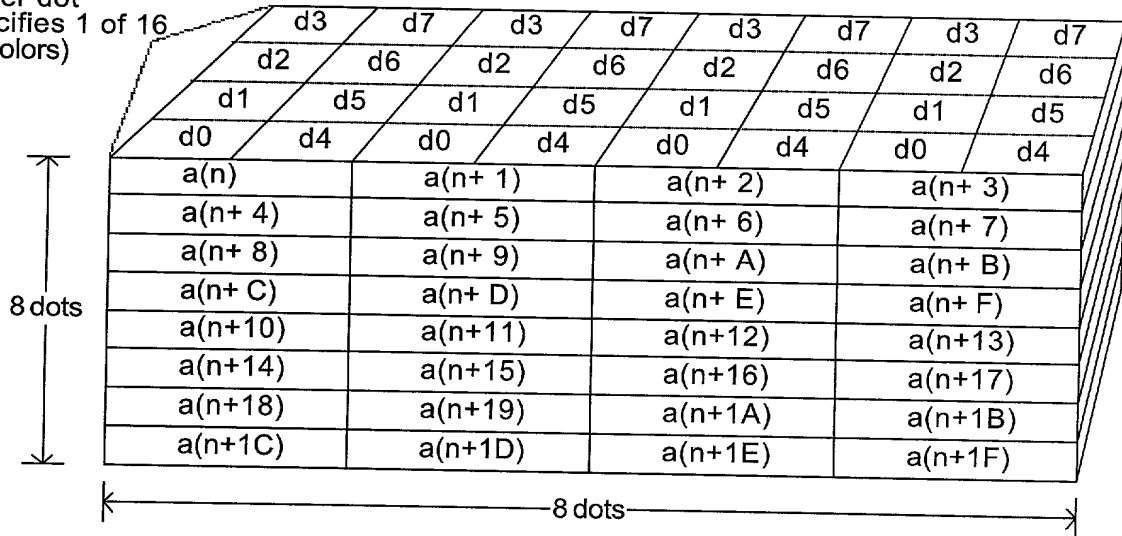 cifies 1 of 16
d3 d7 d3 d7 d3 d7 d3 d7
d2 d6 d2 d6 d2 d6 d2 d6
d1 d5 d1 d5 d1 d5 d1 d5
d0 d4 d0 d4 d0 d4 d0 d4
a(n) a(n+ 1) a(n+ 2) a(n+ 3)
a(n+ 4) a(n+ 5) a(n+ 6) a(n+ 7)
a(n+ 8) a(n+ 9) a(n+ A) a(n+ B)
a(n+ C) a(n+ D) a(n+ E) a(n+ F)
8 dots
a(n+10) a(n+11) a(n+12) a(n+13)
a(n+14) a(n+15) a(n+16) a(n+17)
a(n+18) a(n+19) a(n+1A) a(n+1B)
a(n+1C) a(n+1D) a(n+1E) a(n+1F)
8 dots